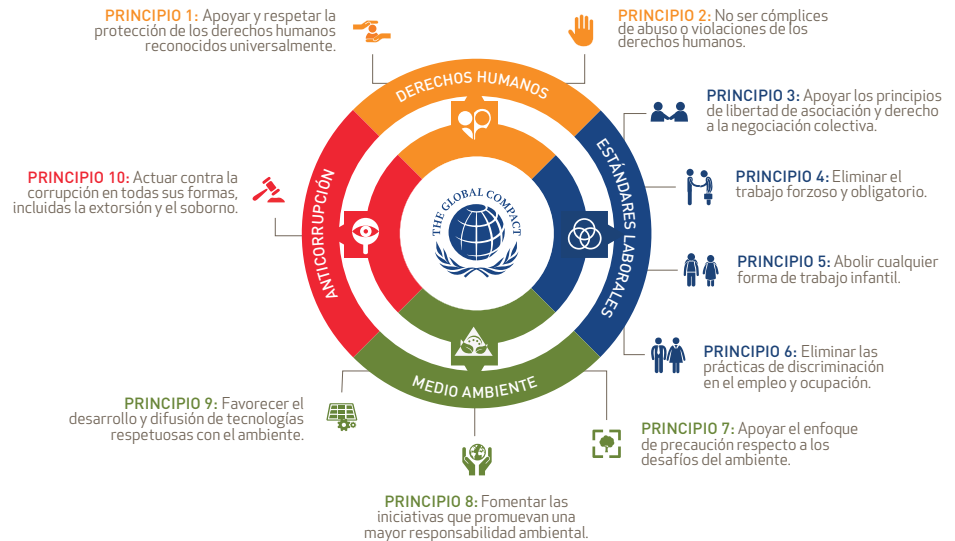 PRINCIPIO 1: Apoyar y respetar la
protección de los derechos humanos
reconocidos universalmente.
PRINCIPIO 2: No ser cómplices
de abuso o violaciones de los
derechos humanos.
DERECHOS HUMANOS
PRINCIPIO 3: Apoyar los principios
de libertad de asociación y derecho
a la negociación colectiva.
ESTÁNDARES LABORALES
PRINCIPIO 4: Eliminar el
trabajo forzoso y obligatorio.
PRINCIPIO 10: Actuar contra la
corrupción en todas sus formas,
incluidas la extorsión y el soborno.
ANTICORRUPCIÓN
THE GLOBAL COMPACT
PRINCIPIO 5: Abolir cualquier
forma de trabajo infantil.
PRINCIPIO 6: Eliminar las
prácticas de discriminación
en el empleo y ocupación.
MEDIO AMBIENTE
PRINCIPIO 9: Favorecer el
desarrollo y difusión de tecnologías
respetuosas con el ambiente.
PRINCIPIO 7: Apoyar el enfoque
de precaución respecto a los
desafíos del ambiente.
PRINCIPIO 8: Fomentar las
iniciativas que promuevan una
mayor responsabilidad ambiental.